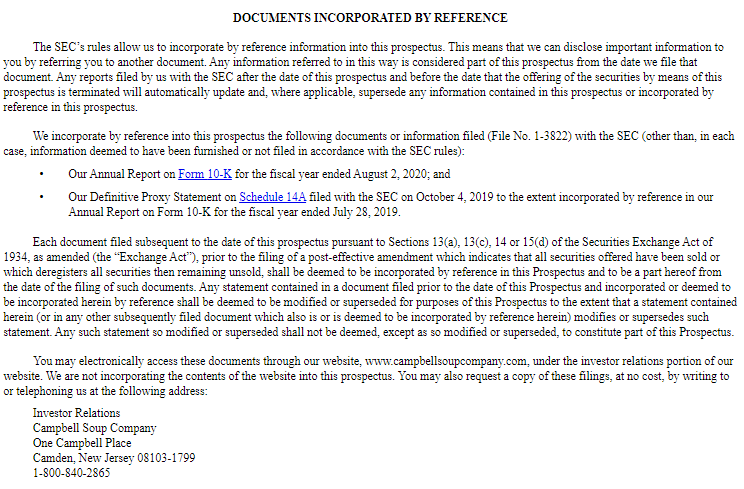 DOCUMENTS INCORPORATED BY REFERENCE
The SEC’s rules allow us to incorporate by reference information into this prospectus. This means that we can disclose important information to
you by referring you to another document. Any information referred to in this way is considered part of this prospectus from the date we file that
document. Any reports filed by us with the SEC after the date of this prospectus and before the date that the offering of the securities by means of this
prospectus is terminated will automatically update and, where applicable, supersede any information contained in this prospectus or incorporated by
reference in this prospectus.
We incorporate by reference into this prospectus the following documents or information filed (File No. 1-3822) with the SEC (other than, in each
case, information deemed to have been furnished or not filed in accordance with the SEC rules):
• Our Annual Report on Form 10-K for the fiscal year ended August 2, 2020; and
• Our Definitive Proxy Statement on Schedule 14A filed with the SEC on October 4, 2019 to the extent incorporated by reference in our
Annual Report on Form 10-K for the fiscal year ended July 28, 2019.
Each document filed subsequent to the date of this prospectus pursuant to Sections 13(a), 13(c), 14 or 15(d) of the Securities Exchange Act of
1934, as amended (the “Exchange Act”), prior to the filing of a post-effective amendment which indicates that all securities offered have been sold or
which deregisters all securities then remaining unsold, shall be deemed to be incorporated by reference in this Prospectus and to be a part hereof from
the date of the filing of such documents. Any statement contained in a document filed prior to the date of this Prospectus and incorporated or deemed to
be incorporated herein by reference shall be deemed to be modified or superseded for purposes of this Prospectus to the extent that a statement contained
herein (or in any other subsequently filed document which also is or is deemed to be incorporated by reference herein) modifies or supersedes such
statement. Any such statement so modified or superseded shall not be deemed, except as so modified or superseded, to constitute part of this Prospectus.
You may electronically access these documents through our website, www.campbellsoupcompany.com, under the investor relations portion of our
website. We are not incorporating the contents of the website into this prospectus. You may also request a copy of these filings, at no cost, by writing to
or telephoning us at the following address:
Investor Relations
Campbell Soup Company
One Campbell Place
Camden, New Jersey 08103-1799
1-800-840-2865